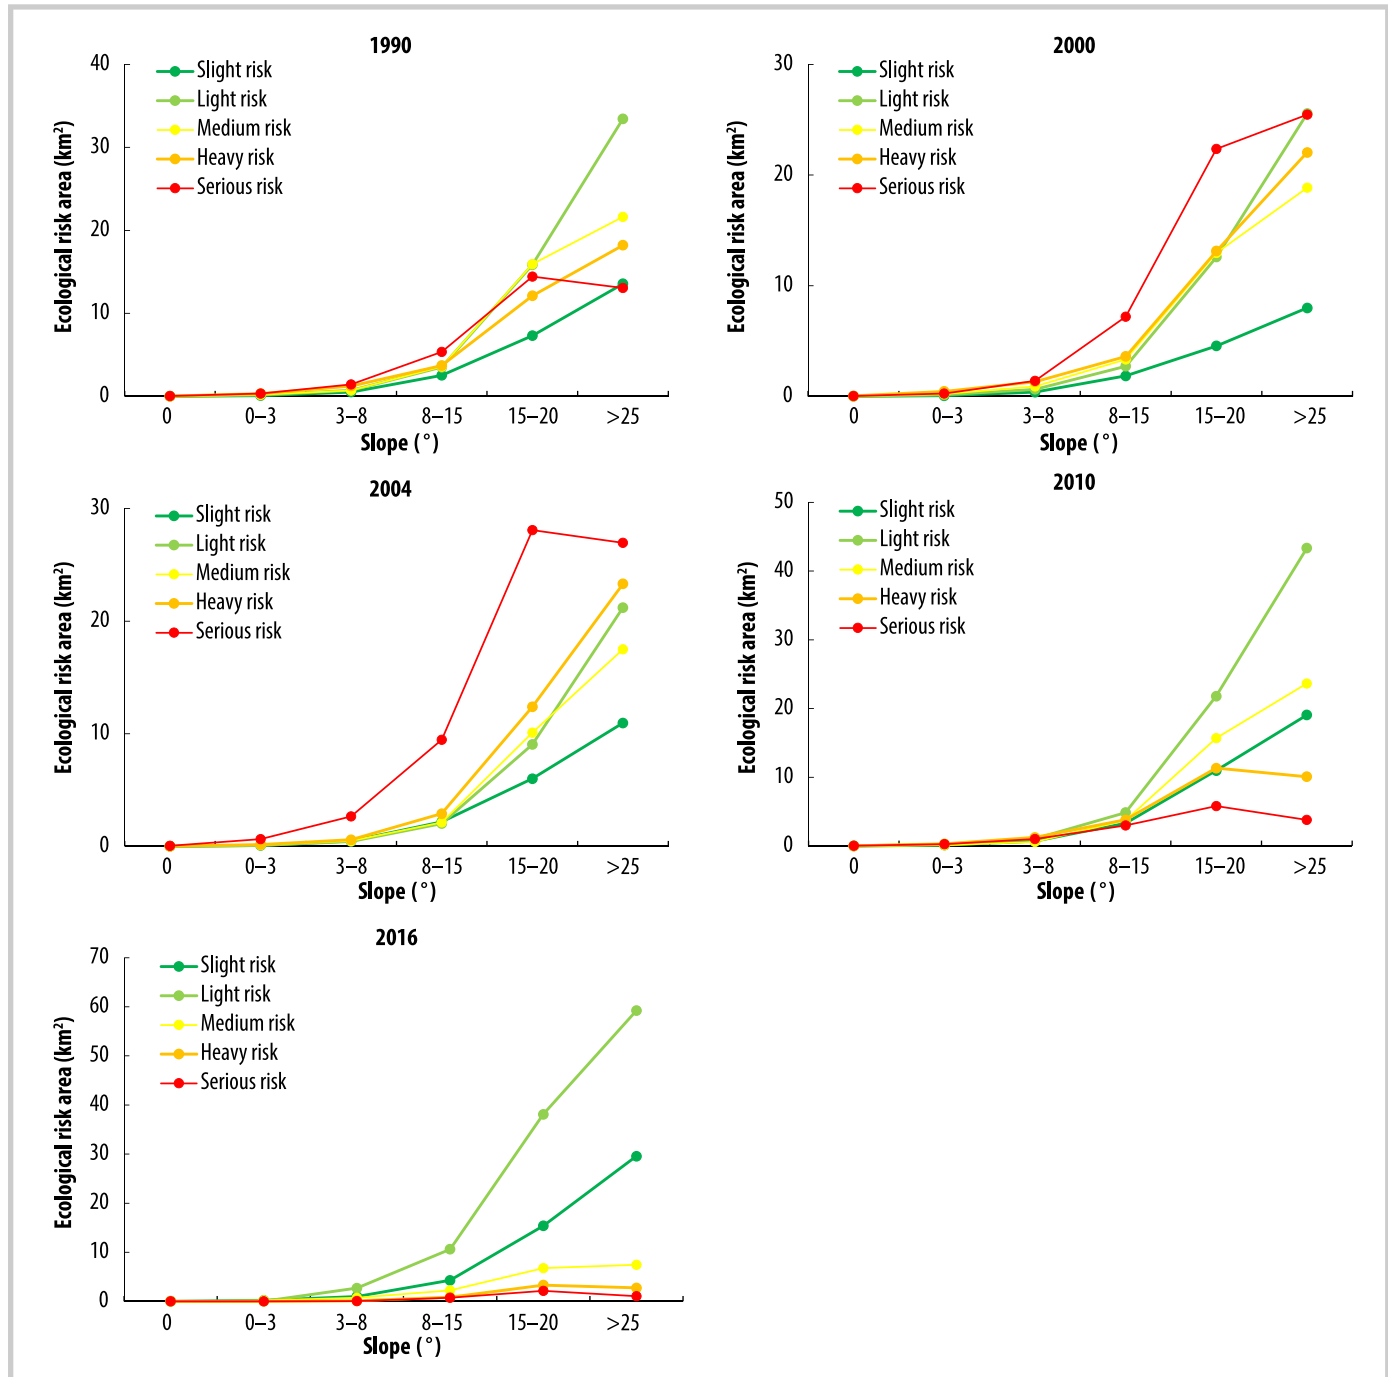 1990
40
30
20
10
0
Ecological risk area (km²)
Slight risk
Light risk
Medium risk
Heavy risk
Serious risk
0 0–3 3–8 8–15 15–20 >25
Slope (°)
2000
30
20
10
0
Ecological risk area (km²)
Slight risk
Light risk
Medium risk
Heavy risk
Serious risk
0 0–3 3–8 8–15 15–20 >25
Slope (°)
2004
30
20
10
0
Ecological risk area (km²)
Slight risk
Light risk
Medium risk
Heavy risk
Serious risk
0 0–3 3–8 8–15 15–20 >25
Slope (°)
2010
50
40
30
20
10
0
Ecological risk area (km²)
Slight risk
Light risk
Medium risk
Heavy risk
Serious risk
0 0–3 3–8 8–15 15–20 >25
Slope (°)
2016
70
60
50
40
30
20
10
0
Ecological risk area (km²)
Slight risk
Light risk
Medium risk
Heavy risk
Serious risk
0 0–3 3–8 8–15 15–20 >25
Slope (°)